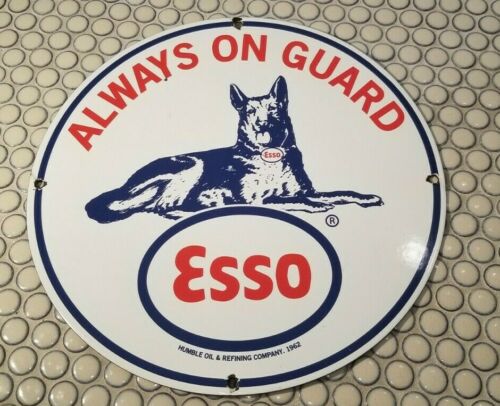 ALWAYS ON GUARD
Esso
®
Esso
HUMBLE OIL & REFINING COMPANY. 1962